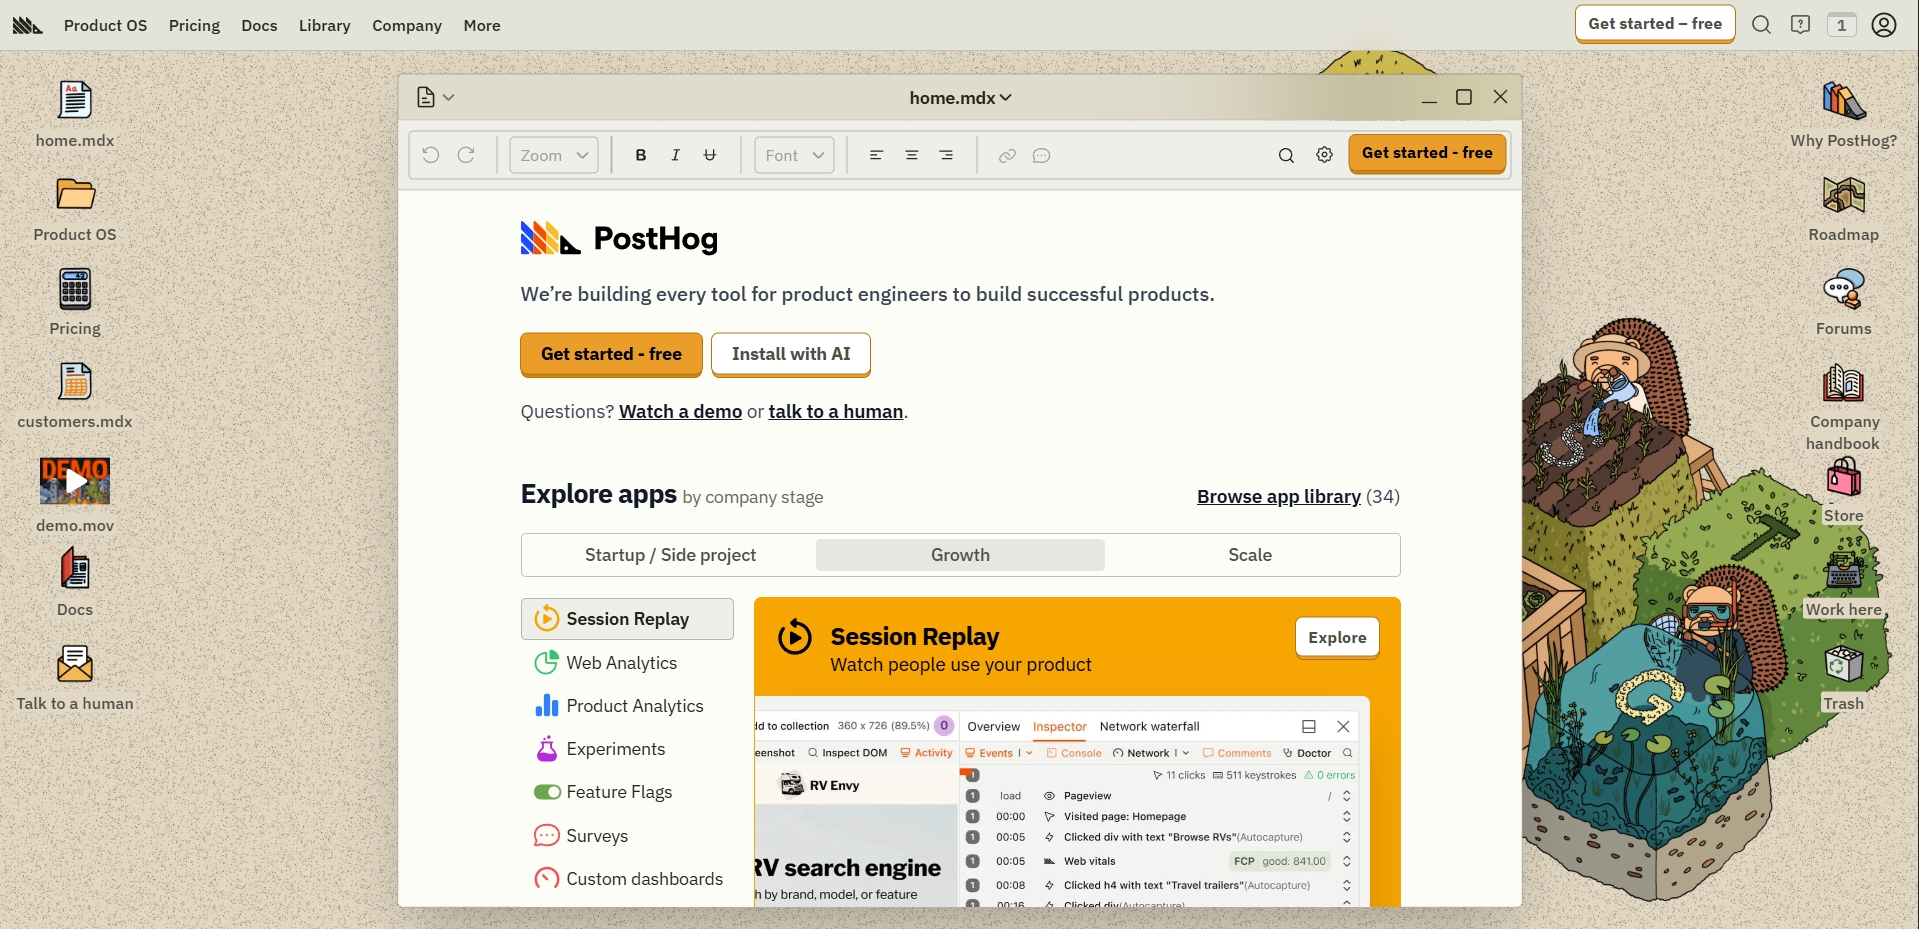 Product OS Pricing Docs Library Company More Get started – free 1
home.mdx
Product OS
Pricing
customers.mdx
DEMO
demo.mov
Docs
Talk to a human
home.mdx
Zoom B I U Font Get started - free
PostHog
We're building every tool for product engineers to build successful products.
Get started - free Install with AI
Questions? Watch a demo or talk to a human.
Explore apps by company stage Browse app library (34)
Startup / Side project Growth Scale
Session Replay
Web Analytics
Product Analytics
Experiments
Feature Flags
Surveys
Custom dashboards
Session Replay Explore
Watch people use your product
to collection 360 x 726 (89.5%) 0 Overview Inspector Network waterfall
Inspect DOM Activity Events Console Network Comments Doctor
11 clicks 511 keystrokes 0 errors
RV Envy
1 load Pageview /
1 00:00 Visited page: Homepage
1 00:05 Clicked div with text "Browse RVs"(Autocapture)
1 00:05 Web vitals FCP good: 841.00
1 00:08 Clicked h4 with text "Travel trailers"(Autocapture)
00:16 Clicked div(Autocapture)
RV search engine
by brand, model, or feature
Why PostHog?
Roadmap
Forums
Company
handbook
Store
Work here
Trash